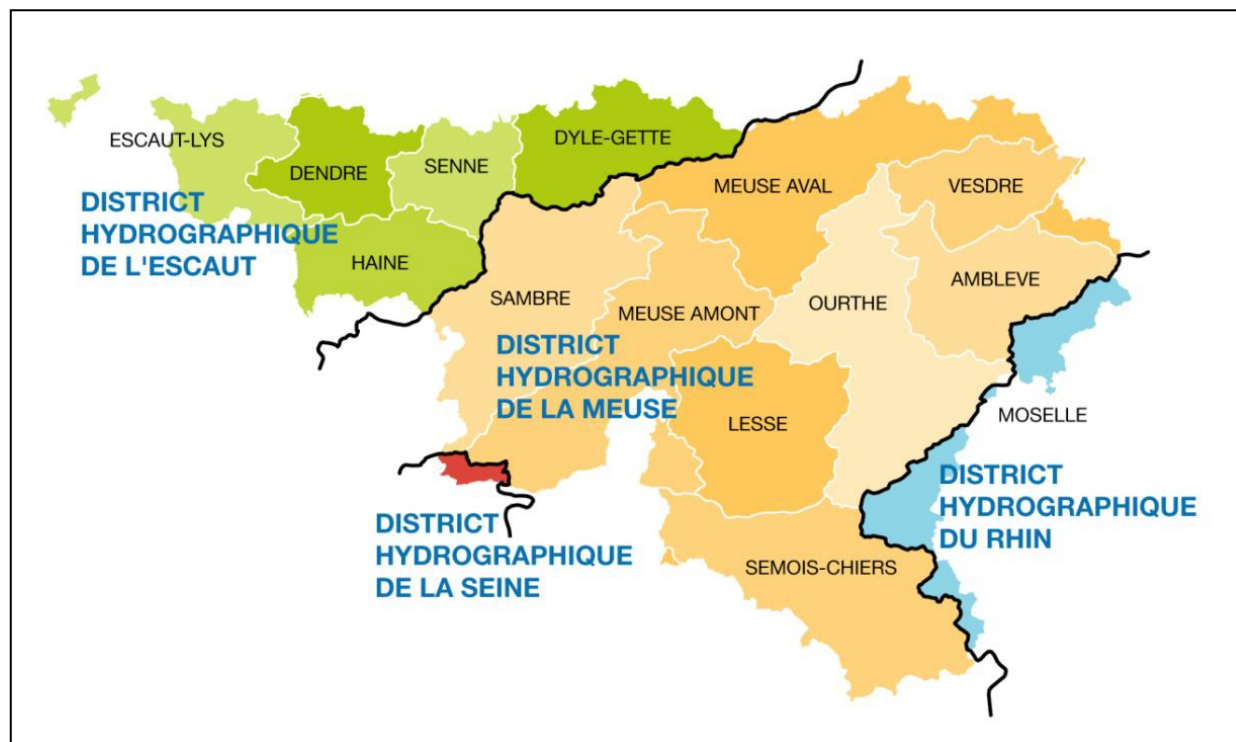 ESCAUT-LYS
DENDRE
SENNE
DYLE-GETTE
DISTRICT
HYDROGRAPHIQUE
DE L'ESCAUT
HAINE
MEUSE AVAL
VESDRE
SAMBRE
MEUSE AMONT
OURTHE
AMBLEVE
DISTRICT
HYDROGRAPHIQUE
DE LA MEUSE
LESSE
MOSELLE
DISTRICT
HYDROGRAPHIQUE
DU RHIN
DISTRICT
HYDROGRAPHIQUE
DE LA SEINE
SEMOIS-CHIERS